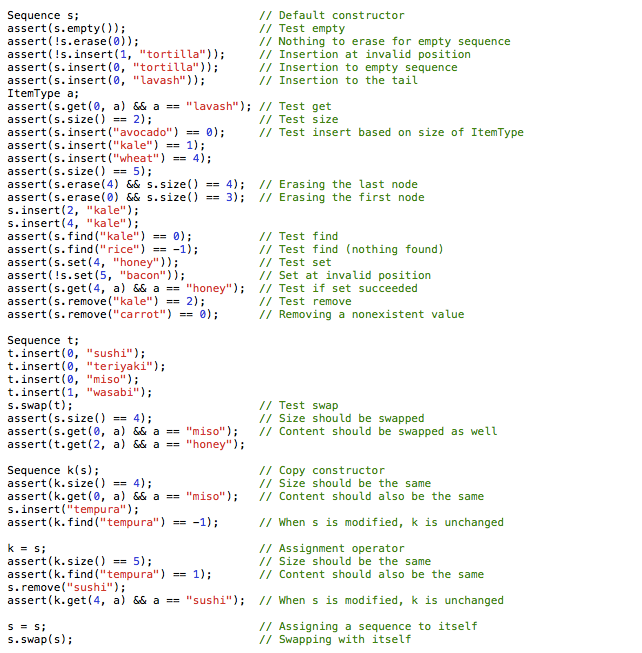 Sequence s;                           // Default constructor
assert(s.empty());                    // Test empty
assert(!s.erase(0));                  // Nothing to erase for empty sequence
assert(!s.insert(1, "tortilla"));     // Insertion at invalid position
assert(s.insert(0, "tortilla"));      // Insertion to empty sequence
assert(s.insert(0, "lavash"));        // Insertion to the tail
ItemType a;
assert(s.get(0, a) && a == "lavash"); // Test get
assert(s.size() == 2);                // Test size
assert(s.insert("avocado") == 0);     // Test insert based on size of ItemType
assert(s.insert("kale") == 1);
assert(s.insert("wheat") == 4);
assert(s.size() == 5);
assert(s.erase(4) && s.size() == 4);  // Erasing the last node
assert(s.erase(0) && s.size() == 3);  // Erasing the first node
s.insert(2, "kale");
s.insert(4, "kale");
assert(s.find("kale") == 0);          // Test find
assert(s.find("rice") == -1);         // Test find (nothing found)
assert(s.set(4, "honey"));            // Test set
assert(!s.set(5, "bacon"));           // Set at invalid position
assert(s.get(4, a) && a == "honey");  // Test if set succeeded
assert(s.remove("kale") == 2);        // Test remove
assert(s.remove("carrot") == 0);      // Removing a nonexistent value

Sequence t;
t.insert(0, "sushi");
t.insert(0, "teriyaki");
t.insert(0, "miso");
t.insert(1, "wasabi");
s.swap(t);                            // Test swap
assert(s.size() == 4);                // Size should be swapped
assert(s.get(0, a) && a == "miso");   // Content should be swapped as well
assert(t.get(2, a) && a == "honey");

Sequence k(s);                        // Copy constructor
assert(k.size() == 4);                // Size should be the same
assert(k.get(0, a) && a == "miso");   // Content should also be the same
s.insert("tempura");
assert(k.find("tempura") == -1);      // When s is modified, k is unchanged

k = s;                                // Assignment operator
assert(k.size() == 5);                // Size should be the same
assert(k.find("tempura") == 1);       // Content should also be the same
s.remove("sushi");
assert(k.get(4, a) && a == "sushi");  // When s is modified, k is unchanged

s = s;                                // Assigning a sequence to itself
s.swap(s);                            // Swapping with itself